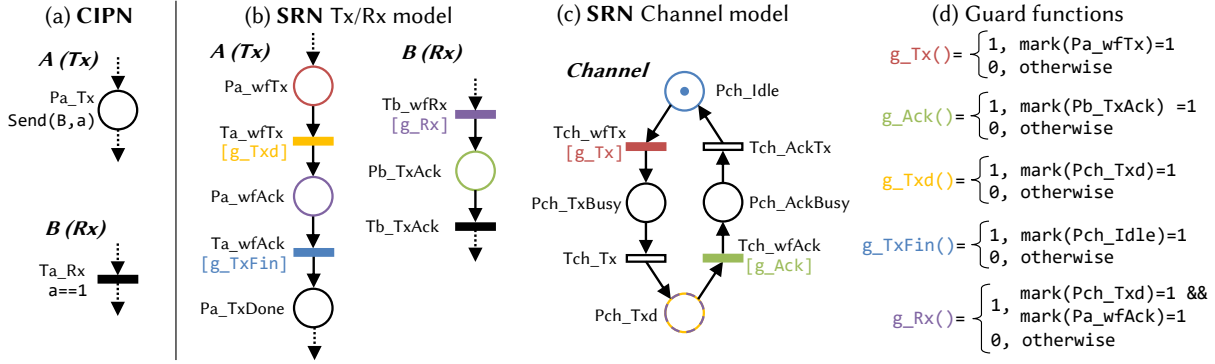 (a) CIPN
A (Tx)
Pa_Tx
Send(B,a)
B (Rx)
Ta_Rx
a==1
(b) SRN Tx/Rx model
A (Tx)
Pa_wfTx
Ta_wfTx
[g_Txd]
Pa_wfAck
Ta_wfAck
[g_TxFin]
Pa_TxDone
B (Rx)
Tb_wfRx
[g_Rx]
Pb_TxAck
Tb_TxAck
(c) SRN Channel model
Channel
Pch_Idle
Tch_wfTx
[g_Tx]
Tch_AckTx
Pch_TxBusy
Pch_AckBusy
Tch_Tx
Tch_wfAck
[g_Ack]
Pch_Txd
(d) Guard functions
g_Tx()= { 1, mark(Pa_wfTx)=1
0, otherwise
g_Ack()= { 1, mark(Pb_TxAck) =1
0, otherwise
g_Txd()= { 1, mark(Pch_Txd)=1
0, otherwise
g_TxFin()= { 1, mark(Pch_Idle)=1
0, otherwise
g_Rx()= { 1, mark(Pch_Txd)=1 &&
mark(Pa_wfAck)=1
0, otherwise